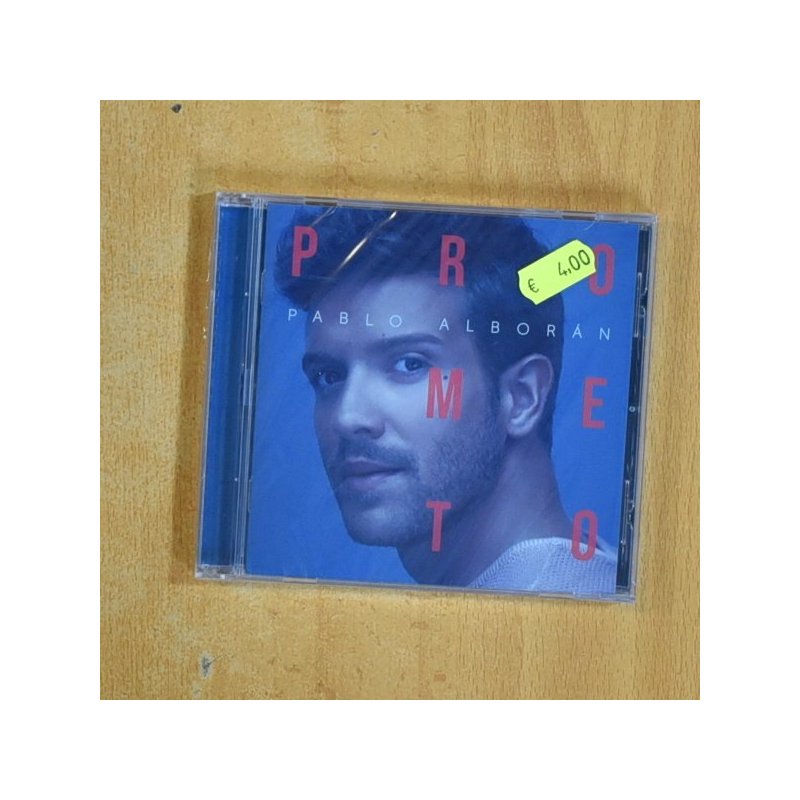 P R O
€ 4,00
PABLO ALBORÁN
M E
T O